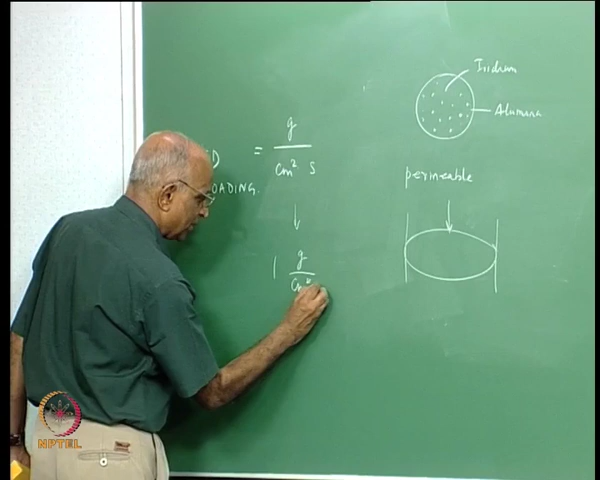 g
= ———
cm² s
OADING.
↓
1 g
cm²
Iridium
Alumina
permeable
NPTEL